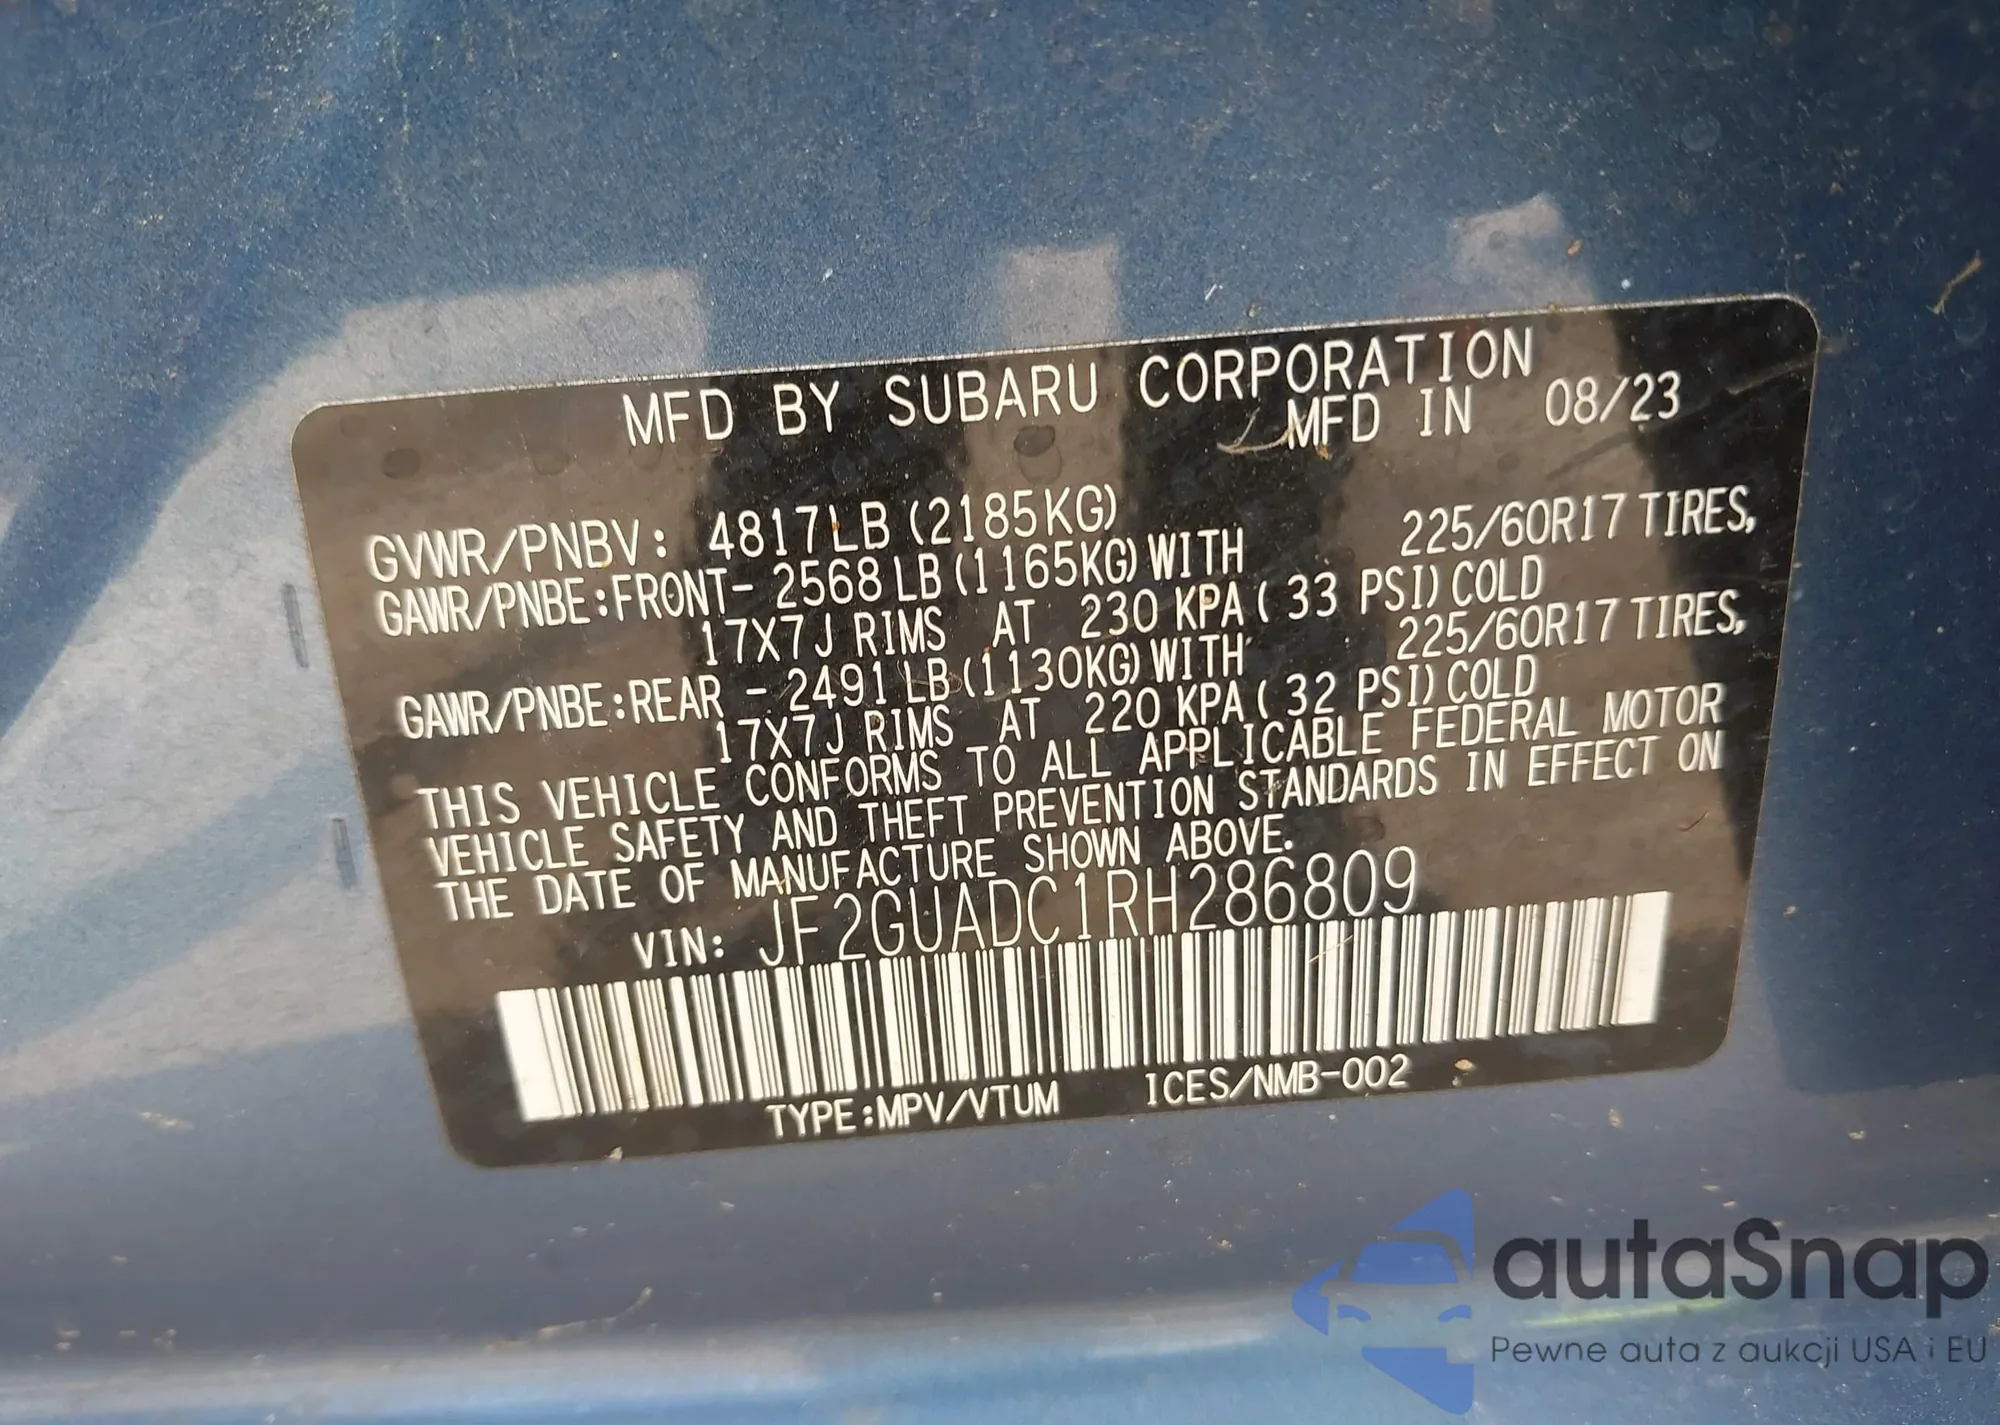 MFD BY SUBARU CORPORATION
MFD IN 08/23
GVWR/PNBV: 4817LB (2185KG)
GAWR/PNBE:FRONT- 2568 LB (1165KG) WITH 225/60R17 TIRES,
17X7J RIMS AT 230 KPA ( 33 PSI) COLD
GAWR/PNBE:REAR - 2491 LB (1130KG) WITH 225/60R17 TIRES,
17X7J RIMS AT 220 KPA ( 32 PSI) COLD
THIS VEHICLE CONFORMS TO ALL APPLICABLE FEDERAL MOTOR
VEHICLE SAFETY AND THEFT PREVENTION STANDARDS IN EFFECT ON
THE DATE OF MANUFACTURE SHOWN ABOVE.
VIN: JF2GUADC1RH286809
TYPE:MPV/VTUM ICES/NMB-002
autaSnap
Pewne auta z aukcji USA i EU